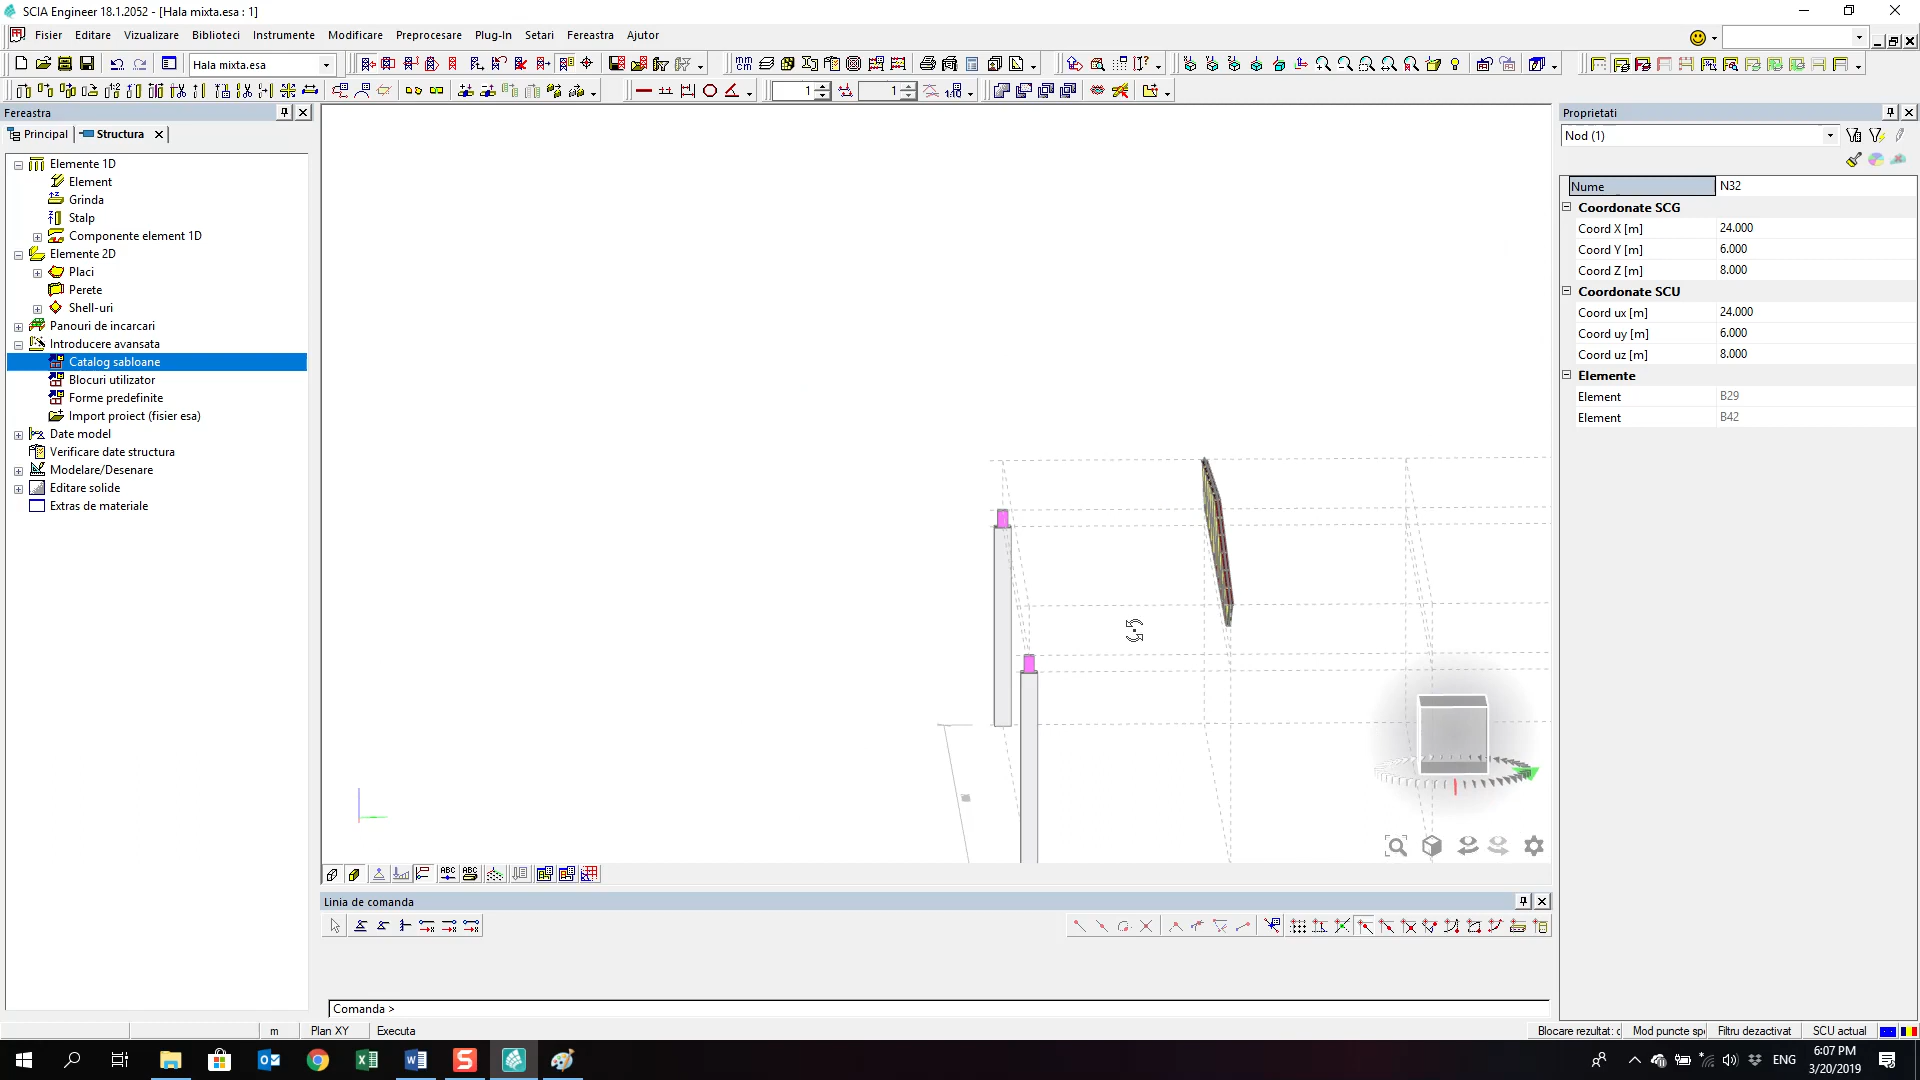 SCIA Engineer 18.1.2052 - [Hala mixta.esa : 1]
Fisier Editare Vizualizare Biblioteci Instrumente Modificare Preprocesare Plug-In Setari Fereastra Ajutor
Hala mixta.esa
1 1
Fereastra
Principal Structura
Elemente 1D
Element
Grinda
Stalp
Componente element 1D
Elemente 2D
Placi
Perete
Shell-uri
Panouri de incarcari
Introducere avansata
Catalog sabloane
Blocuri utilizator
Forme predefinite
Import proiect (fisier esa)
Date model
Verificare date structura
Modelare/Desenare
Editare solide
Extras de materiale
Proprietati
Nod (1)
Nume N32
Coordonate SCG
Coord X [m] 24.000
Coord Y [m] 6.000
Coord Z [m] 8.000
Coordonate SCU
Coord ux [m] 24.000
Coord uy [m] 6.000
Coord uz [m] 8.000
Elemente
Element B29
Element B42
Linia de comanda
Comanda >
m Plan XY Executa
Blocare rezultat: c Mod puncte spe Filtru dezactivat SCU actual
ENG
6:07 PM
3/20/2019